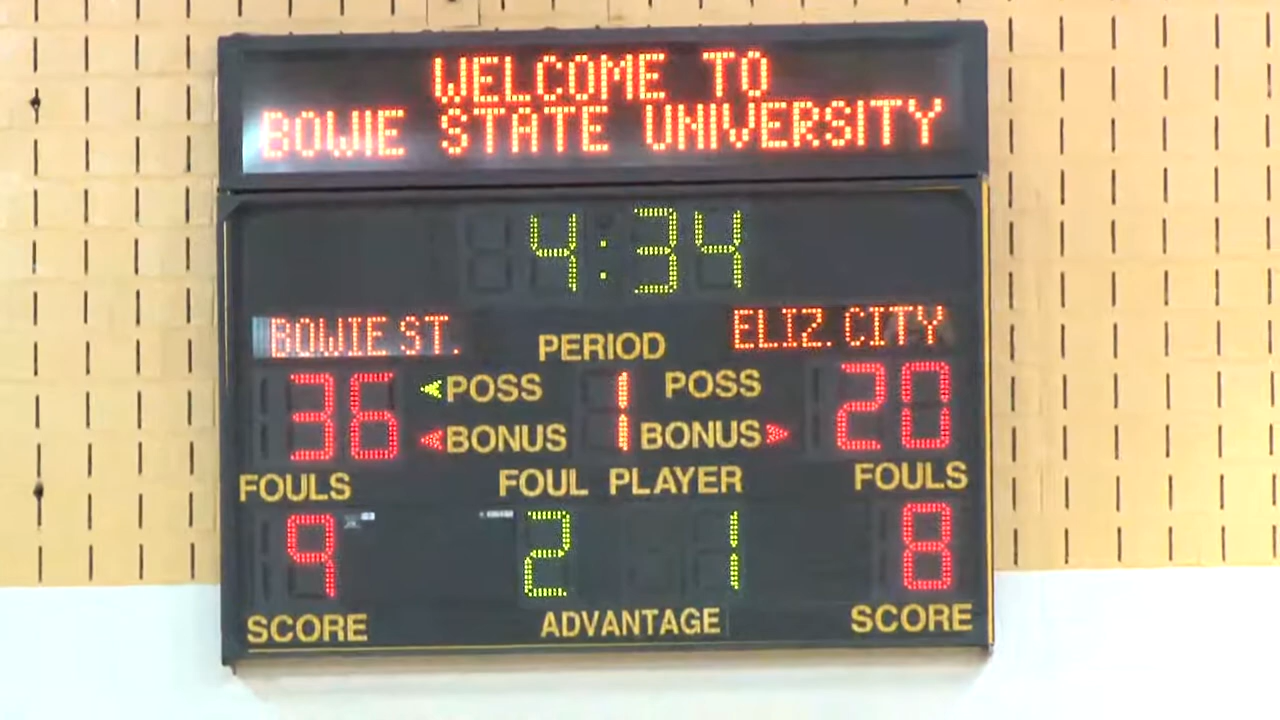 WELCOME TO
BOWIE STATE UNIVERSITY
4:34
BOWIE ST. PERIOD ELIZ. CITY
36 POSS 1 POSS 20
BONUS BONUS
FOULS FOUL PLAYER FOULS
9 2 1 8
SCORE ADVANTAGE SCORE